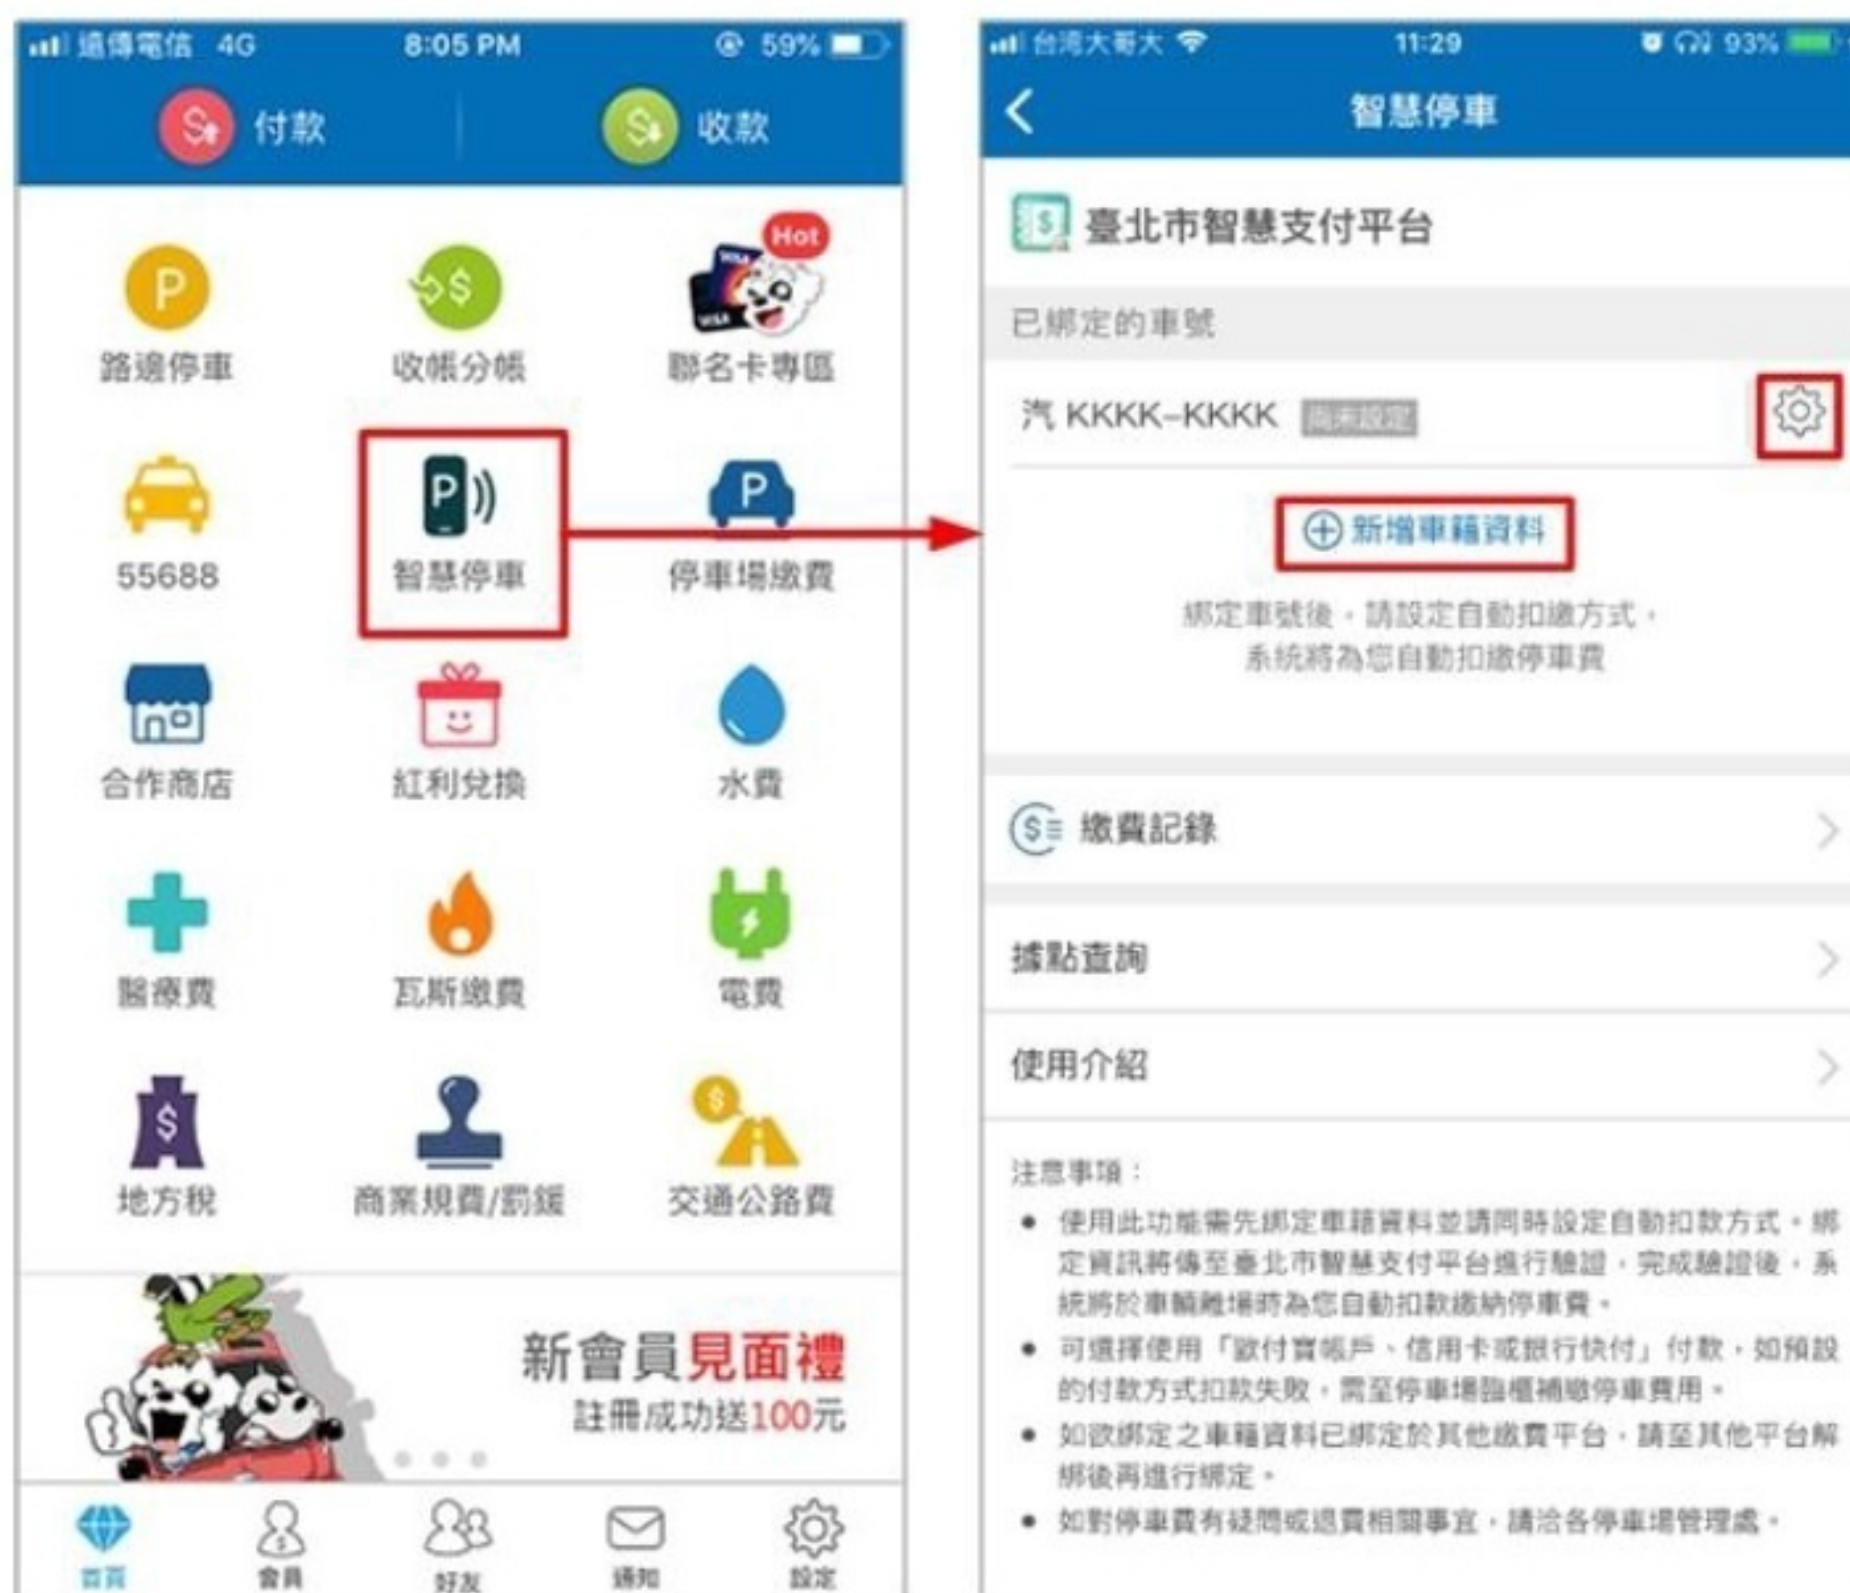 遠傳電信 4G 8:05 PM 59%
付款 收款
Hot
路邊停車 收帳分帳 聯名卡專區
55688 智慧停車 停車場繳費
合作商店 紅利兌換 水費
醫療費 瓦斯繳費 電費
地方稅 商業規費/罰鍰 交通公路費
新會員見面禮
註冊成功送100元
首頁 會員 好友 通知 設定
台湾大哥大 11:29 93%
智慧停車
臺北市智慧支付平台
已綁定的車號
汽 KKKK-KKKK 尚未設定
新增車籍資料
綁定車號後，請設定自動扣繳方式，
系統將為您自動扣繳停車費
繳費記錄
據點查詢
使用介紹
注意事項：
使用此功能需先綁定車籍資料並請同時設定自動扣款方式。綁
定資訊將傳至臺北市智慧支付平台進行驗證，完成驗證後，系
統將於車輛離場時為您自動扣款繳納停車費。
可選擇使用「歐付寶帳戶、信用卡或銀行快付」付款，如預設
的付款方式扣款失敗，需至停車場臨櫃補繳停車費用。
如欲綁定之車籍資料已綁定於其他繳費平台，請至其他平台解
綁後再進行綁定。
如對停車費有疑問或退費相關事宜，請洽各停車場管理處。